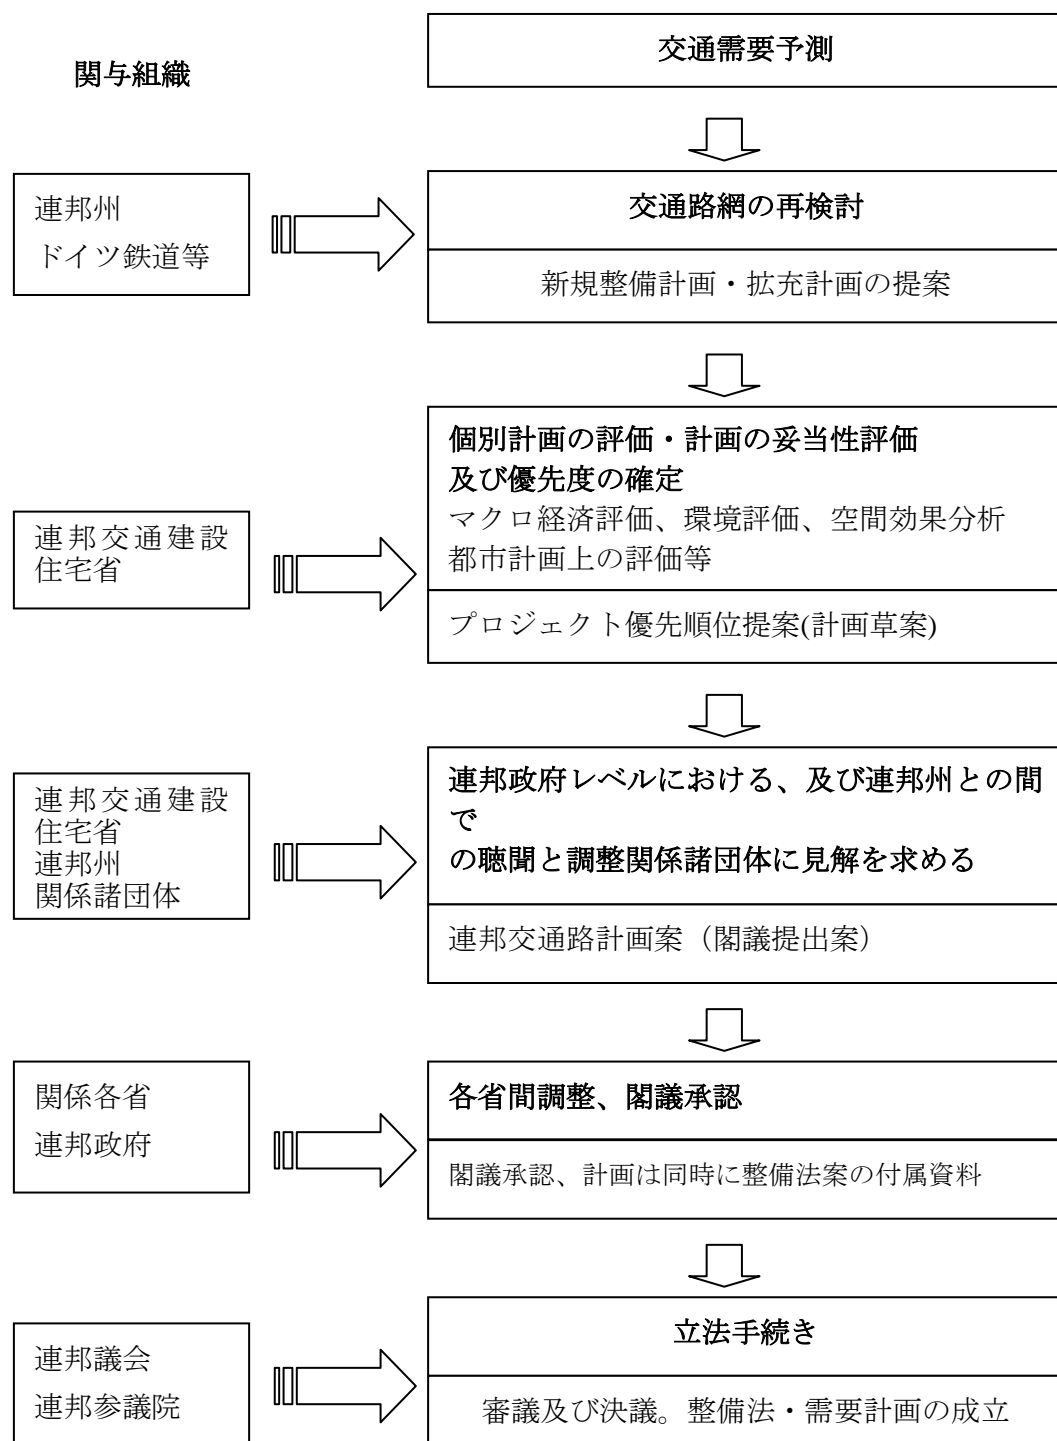 交通需要予測
関与組織
連邦州
ドイツ鉄道等
交通路網の再検討
新規整備計画・拡充計画の提案
個別計画の評価・計画の妥当性評価
及び優先度の確定
マクロ経済評価、環境評価、空間効果分析
都市計画上の評価等
連邦交通建設
住宅省
プロジェクト優先順位提案(計画草案)
連邦交通建設
住宅省
連邦州
関係諸団体
連邦政府レベルにおける、及び連邦州との間
で
の聴聞と調整関係諸団体に見解を求める
連邦交通路計画案（閣議提出案）
関係各省
連邦政府
各省間調整、閣議承認
閣議承認、計画は同時に整備法案の付属資料
連邦議会
連邦参議院
立法手続き
審議及び決議。整備法・需要計画の成立